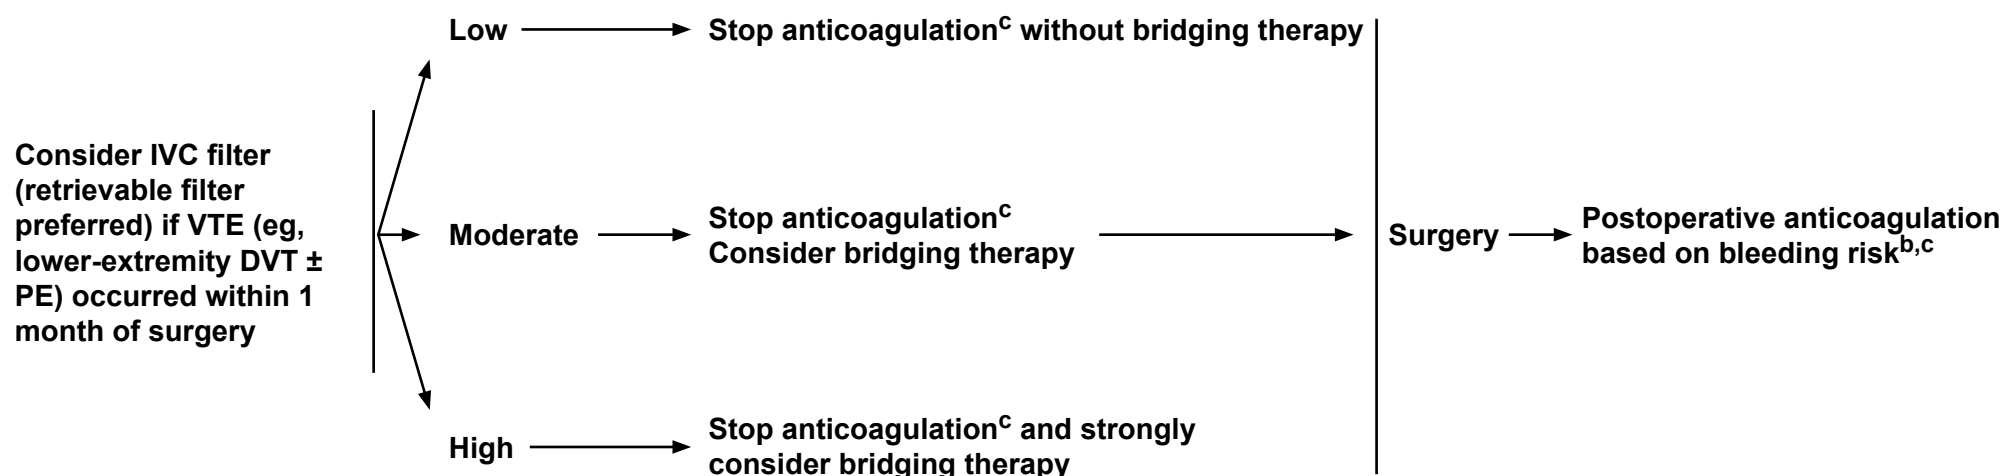 Consider IVC filter
(retrievable filter
preferred) if VTE (eg,
lower-extremity DVT ±
PE) occurred within 1
month of surgery
Low
Stop anticoagulationᶜ without bridging therapy
Moderate
Stop anticoagulationᶜ
Consider bridging therapy
High
Stop anticoagulationᶜ and strongly
consider bridging therapy
Surgery
Postoperative anticoagulation
based on bleeding riskᵇ,ᶜ